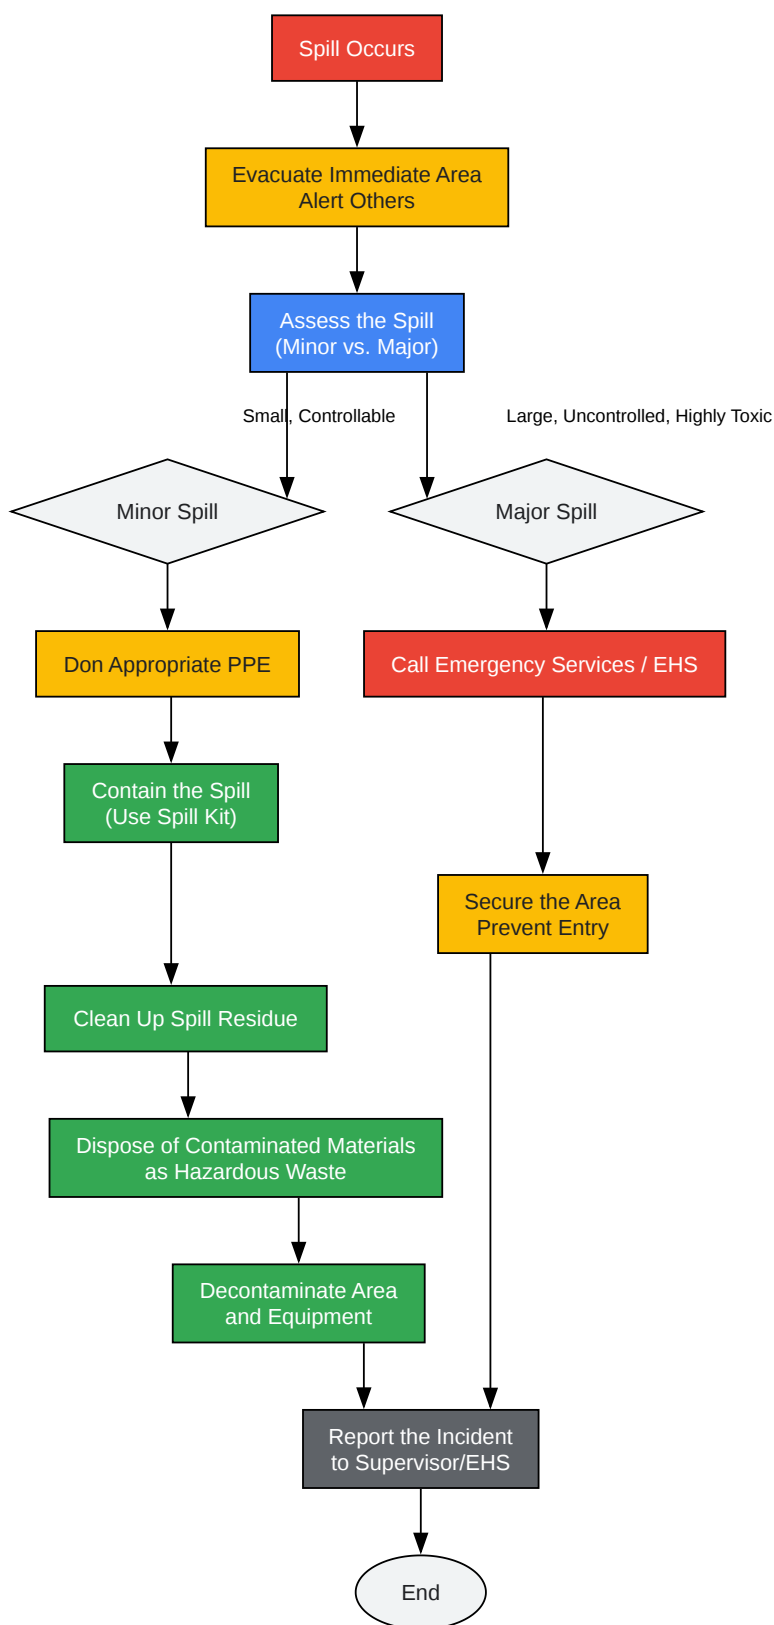 Spill Occurs
Evacuate Immediate Area
Alert Others
Assess the Spill
(Minor vs. Major)
Small, Controllable
Large, Uncontrolled, Highly Toxic
Minor Spill
Major Spill
Don Appropriate PPE
Call Emergency Services / EHS
Contain the Spill
(Use Spill Kit)
Secure the Area
Prevent Entry
Clean Up Spill Residue
Dispose of Contaminated Materials
as Hazardous Waste
Decontaminate Area
and Equipment
Report the Incident
to Supervisor/EHS
End